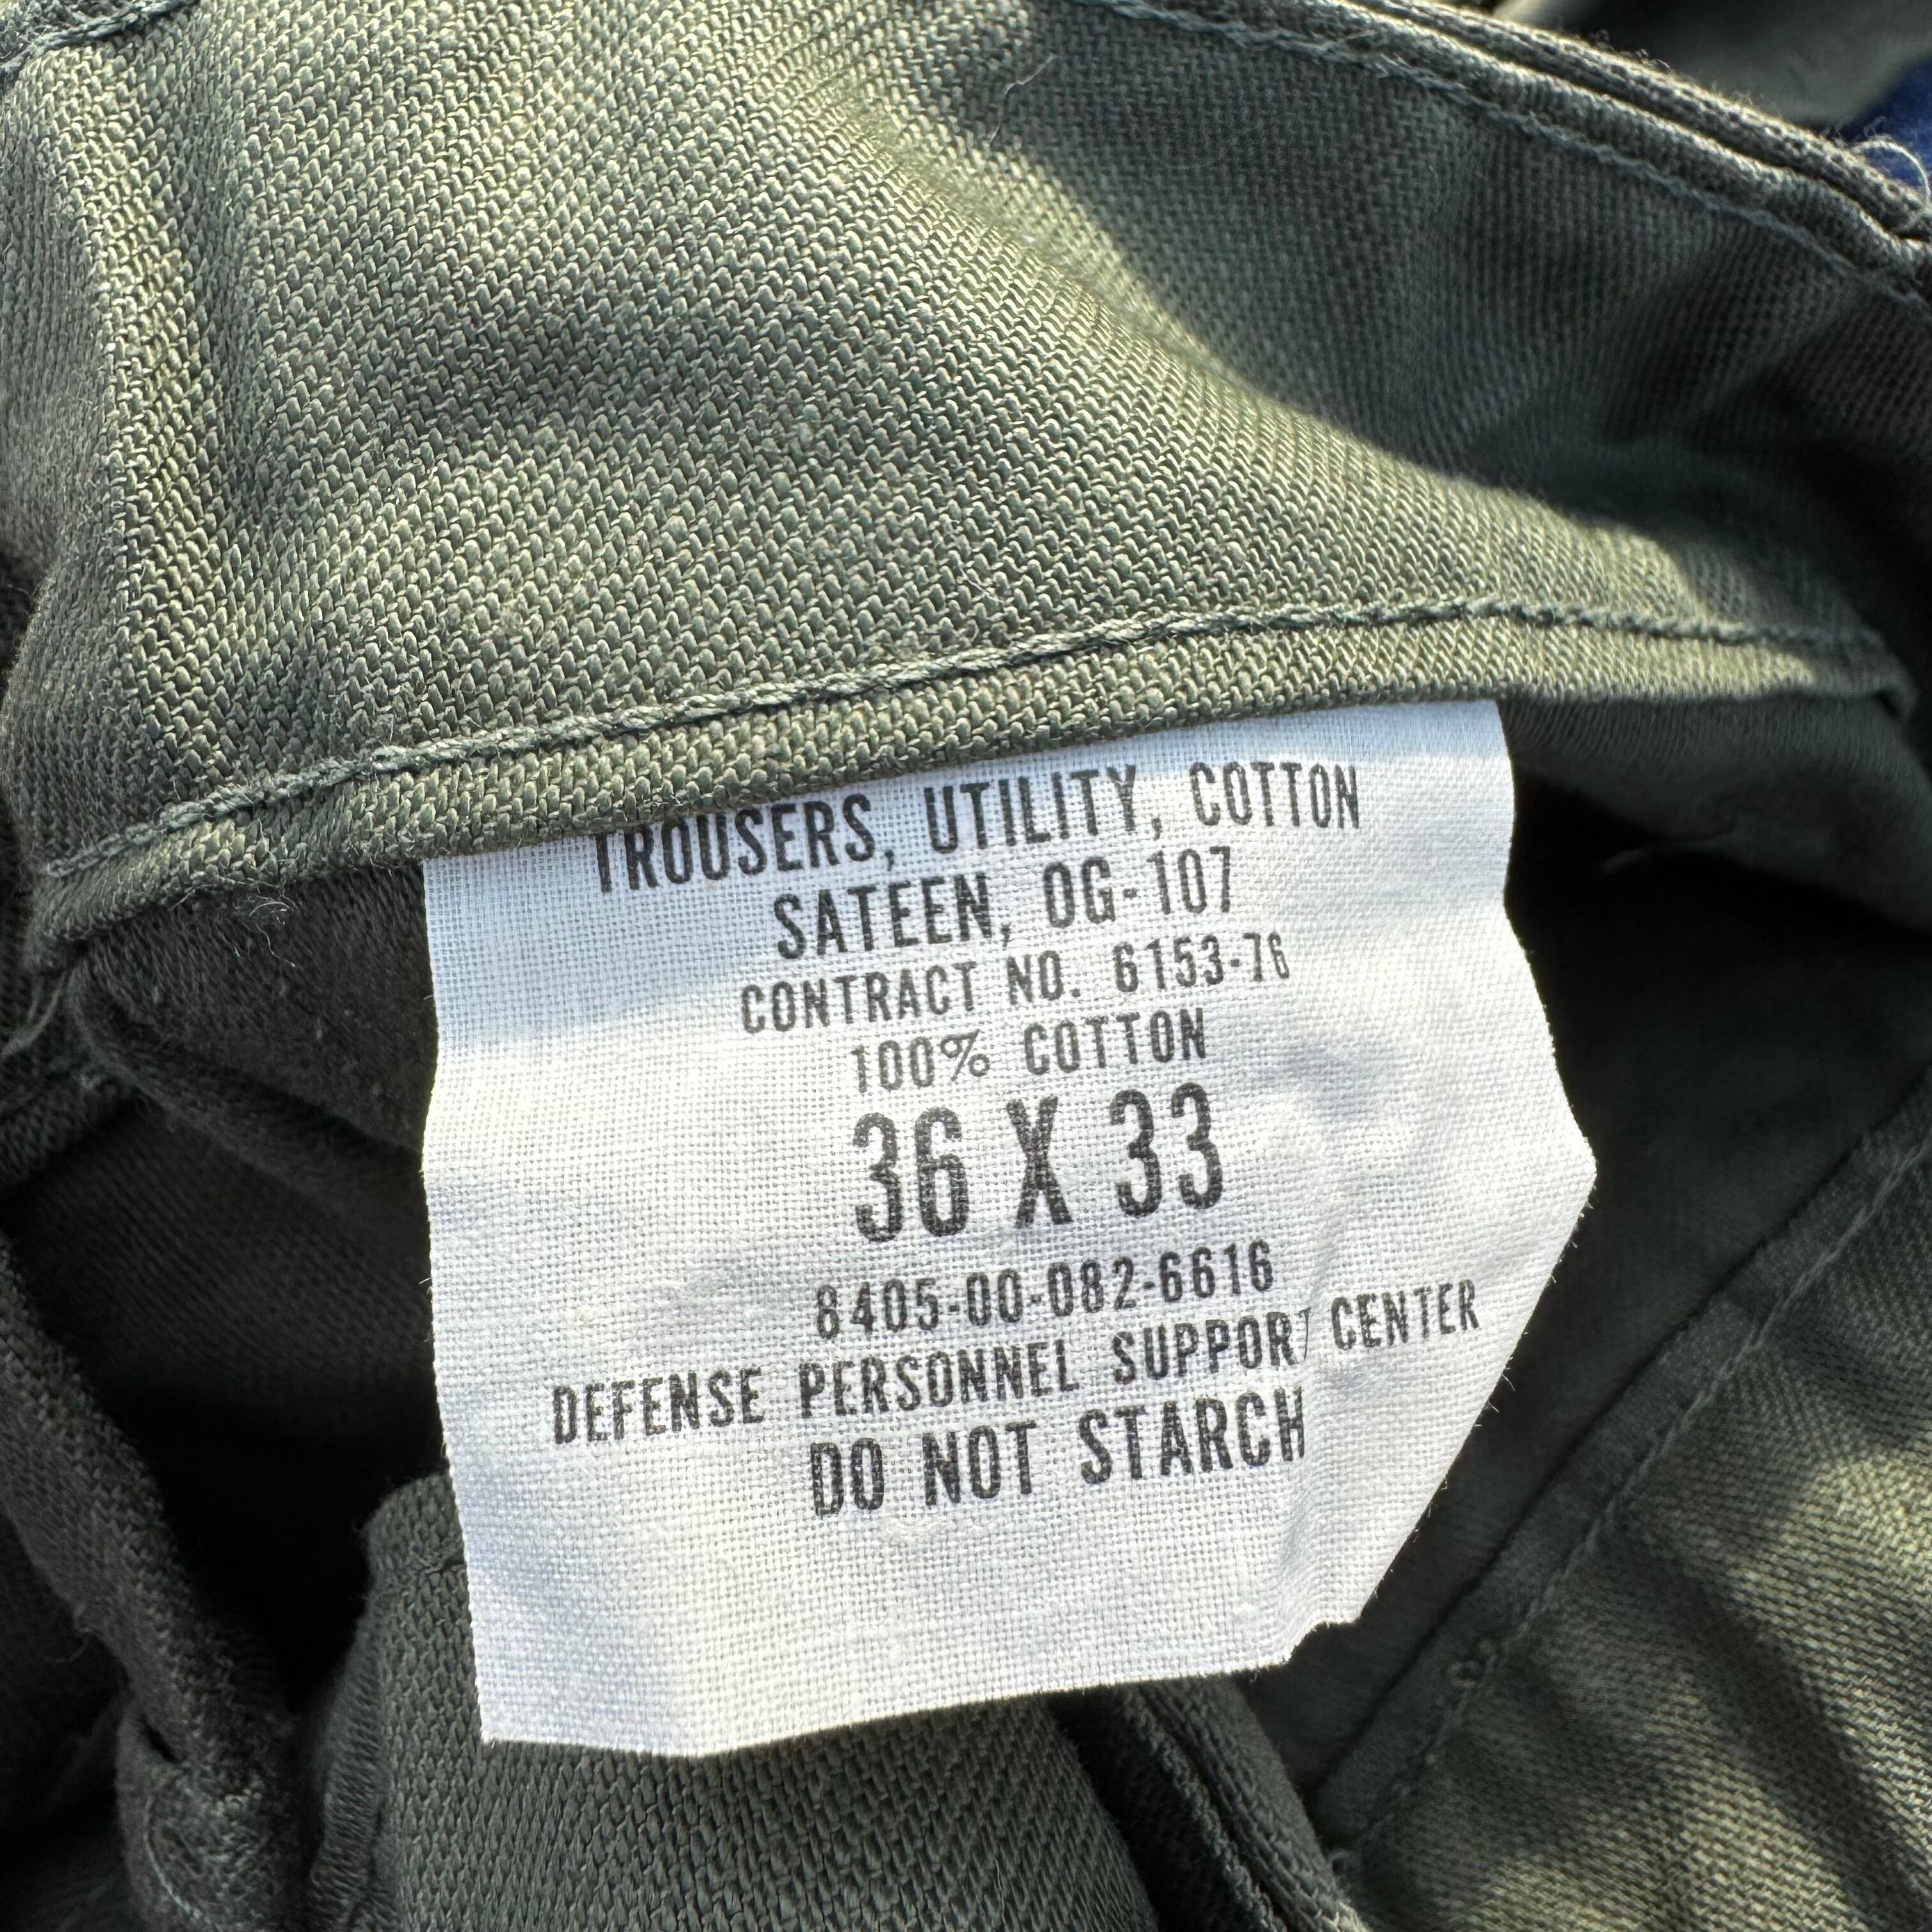 TROUSERS, UTILITY, COTTON
SATEEN, OG-107
CONTRACT NO. 6153-76
100% COTTON
36 X 33
8405-00-082-6616
DEFENSE PERSONNEL SUPPORT CENTER
DO NOT STARCH